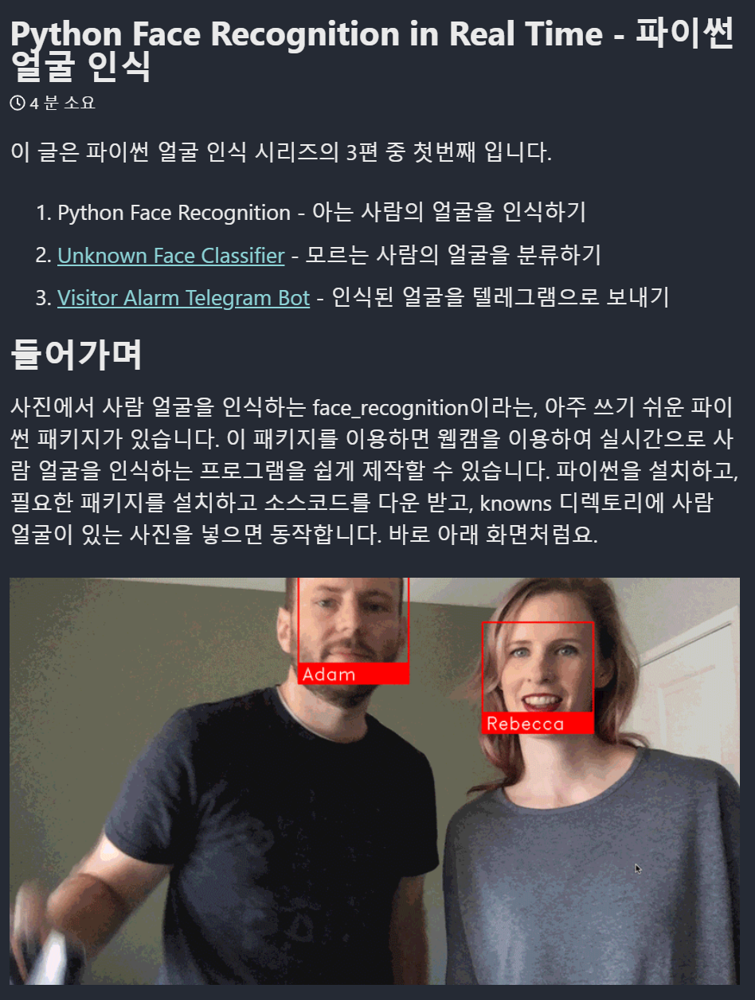 Python Face Recognition in Real Time - 파이썬
얼굴 인식
4 분 소요
이 글은 파이썬 얼굴 인식 시리즈의 3편 중 첫번째 입니다.
1. Python Face Recognition - 아는 사람의 얼굴을 인식하기
2. Unknown Face Classifier - 모르는 사람의 얼굴을 분류하기
3. Visitor Alarm Telegram Bot - 인식된 얼굴을 텔레그램으로 보내기
들어가며
사진에서 사람 얼굴을 인식하는 face_recognition이라는, 아주 쓰기 쉬운 파이
썬 패키지가 있습니다. 이 패키지를 이용하면 웹캠을 이용하여 실시간으로 사
람 얼굴을 인식하는 프로그램을 쉽게 제작할 수 있습니다. 파이썬을 설치하고,
필요한 패키지를 설치하고 소스코드를 다운 받고, knowns 디렉토리에 사람
얼굴이 있는 사진을 넣으면 동작합니다. 바로 아래 화면처럼요.
Adam
Rebecca